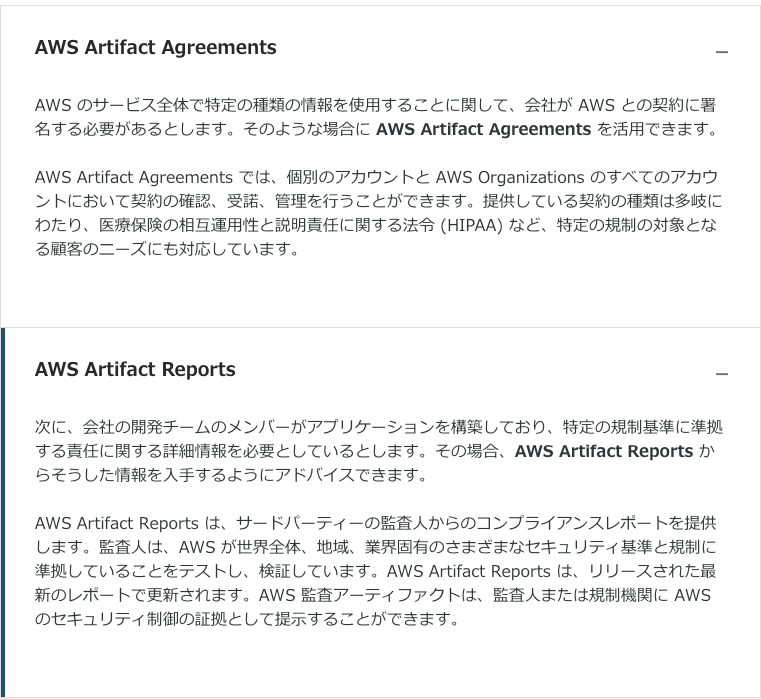 AWS Artifact Agreements
AWS のサービス全体で特定の種類の情報を使用することに関して、会社が AWS との契約に署
名する必要があるとします。そのような場合に AWS Artifact Agreements を活用できます。
AWS Artifact Agreements では、個別のアカウントと AWS Organizations のすべてのアカウ
ントにおいて契約の確認、受諾、管理を行うことができます。提供している契約の種類は多岐に
わたり、医療保険の相互運用性と説明責任に関する法令 (HIPAA) など、特定の規制の対象とな
る顧客のニーズにも対応しています。
AWS Artifact Reports
次に、会社の開発チームのメンバーがアプリケーションを構築しており、特定の規制基準に準拠
する責任に関する詳細情報を必要としているとします。その場合、AWS Artifact Reports か
らそうした情報を入手するようにアドバイスできます。
AWS Artifact Reports は、サードパーティーの監査人からのコンプライアンスレポートを提供
します。監査人は、AWS が世界全体、地域、業界固有のさまざまなセキュリティ基準と規制に
準拠していることをテストし、検証しています。AWS Artifact Reports は、リリースされた最
新のレポートで更新されます。AWS 監査アーティファクトは、監査人または規制機関に AWS
のセキュリティ制御の証拠として提示することができます。